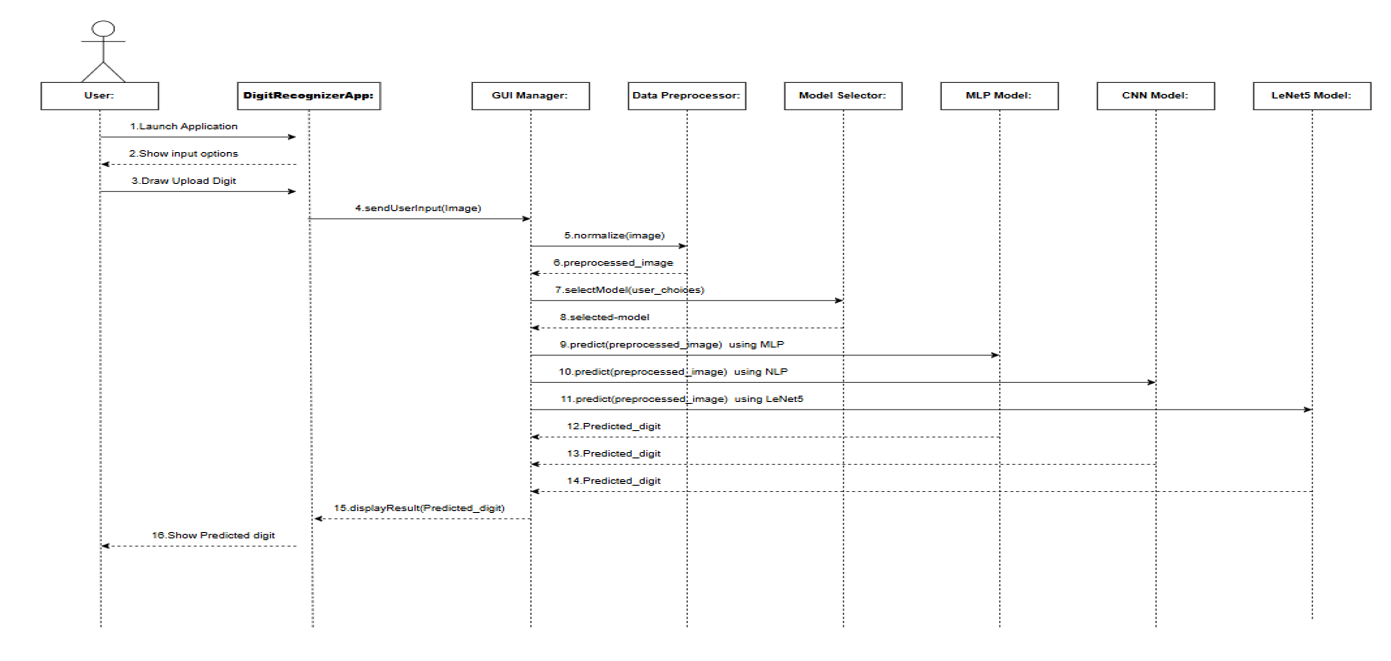 User:
DigitRecognizerApp:
GUI Manager:
Data Preprocessor:
Model Selector:
MLP Model:
CNN Model:
LeNet5 Model:
1.Launch Application
2.Show input options
3.Draw Upload Digit
4.sendUserInput(Image)
5.normalize(image)
6.preprocessed_image
7.selectModel(user_choices)
8.selected-model
9.predict(preprocessed_image) using MLP
10.predict(preprocessed_image) using NLP
11.predict(preprocessed_image) using LeNet5
12.Predicted_digit
13.Predicted_digit
14.Predicted_digit
15.displayResult(Predicted_digit)
16.Show Predicted digit